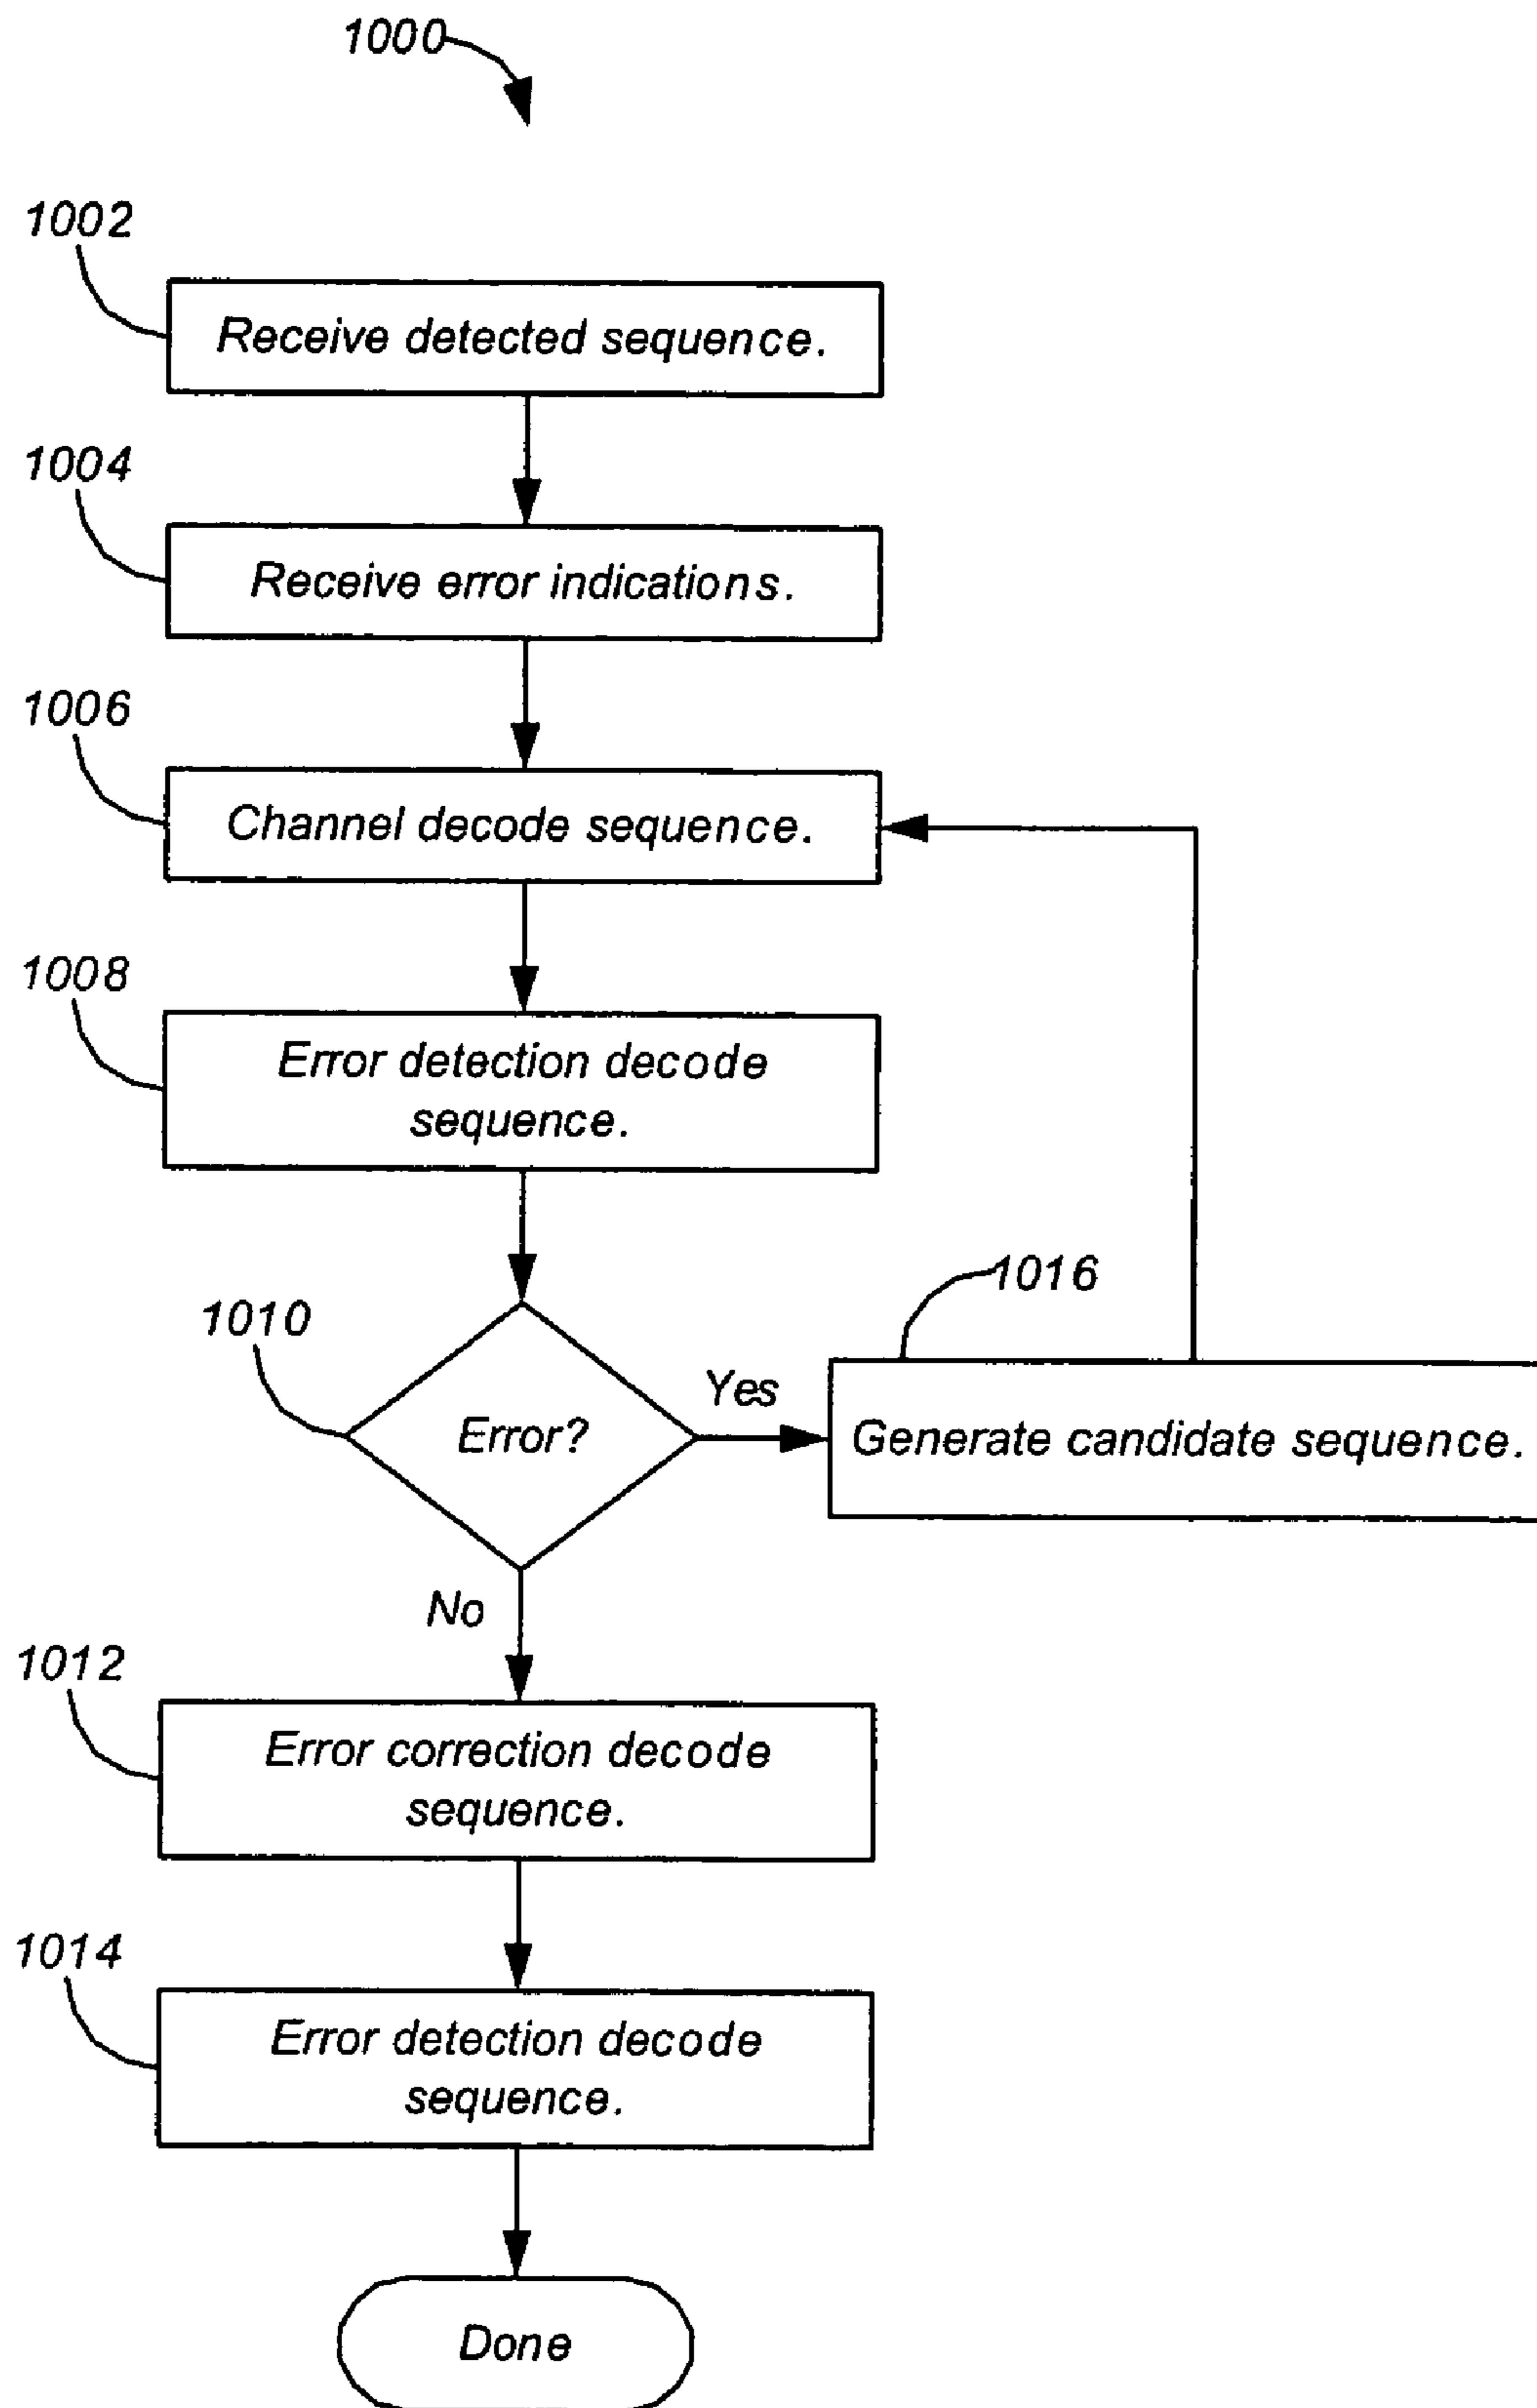 1000
1002
Receive detected sequence.
1004
Receive error indications.
1006
Channel decode sequence.
1008
Error detection decode
sequence.
1010
Error?
Yes
1016
Generate candidate sequence.
No
1012
Error correction decode
sequence.
1014
Error detection decode
sequence.
Done